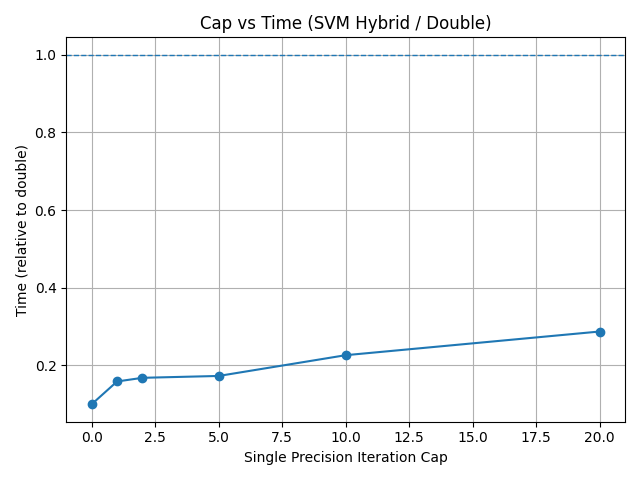 Cap vs Time (SVM Hybrid / Double)
Time (relative to double)
1.0
0.8
0.6
0.4
0.2
0.0 2.5 5.0 7.5 10.0 12.5 15.0 17.5 20.0
Single Precision Iteration Cap